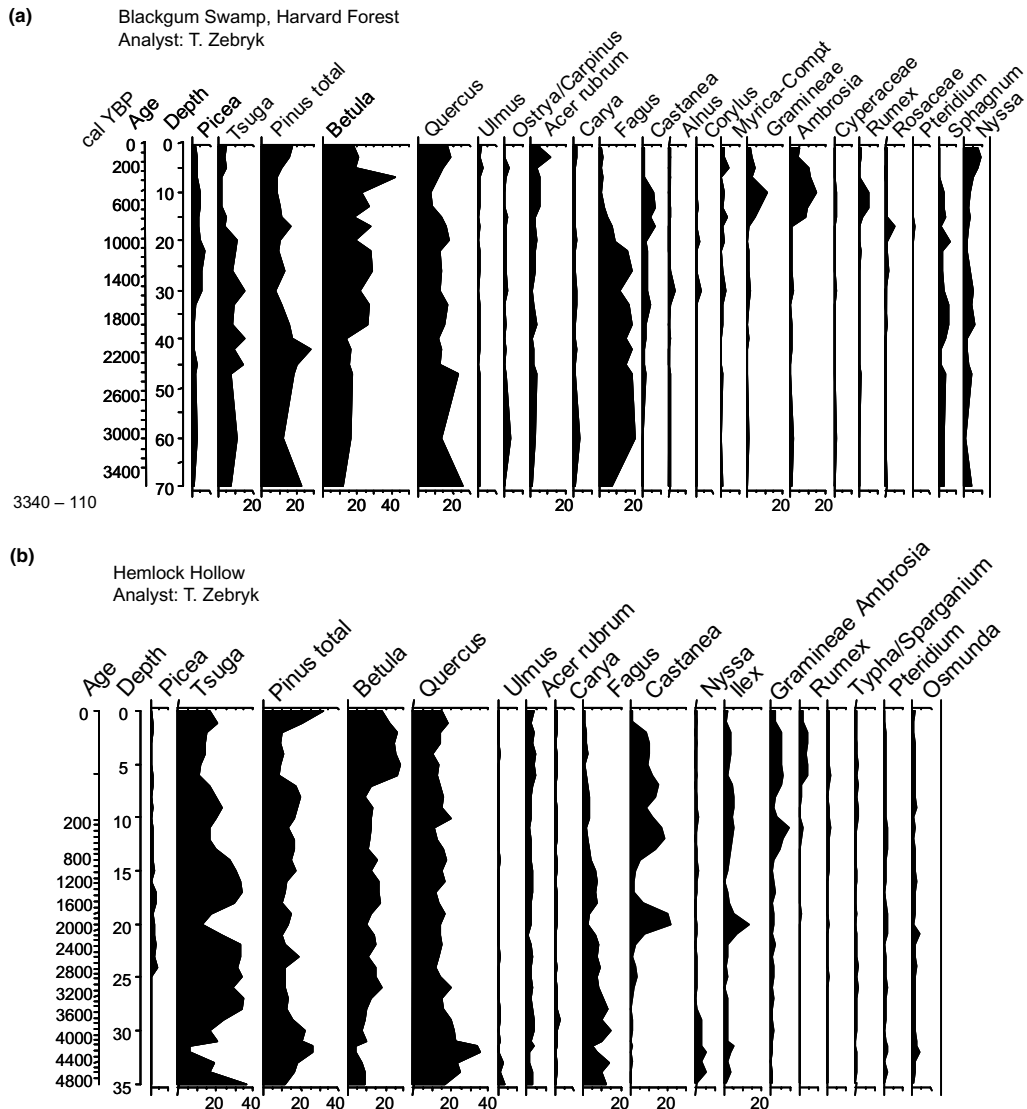 (a)
Blackgum Swamp, Harvard Forest
Analyst: T. Zebryk
cal YBP Age Depth Picea Tsuga Pinus total Betula Quercus Ulmus Ostrya/Carpinus Acer rubrum Carya Fagus Castanea Alnus Corylus Myrica-Compt Gramineae Ambrosia Cyperaceae Rumex Rosaceae Pteridium Sphagnum Nyssa
0 0
200
10
600
1000 20
1400
30
1800
40
2200
50
2600
3000 60
3400
70
20 20 20 40 20 20 20 20 20
3340 – 110
(b)
Hemlock Hollow
Analyst: T. Zebryk
Age Depth Picea Tsuga Pinus total Betula Quercus Ulmus Acer rubrum Carya Fagus Castanea Nyssa Ilex Gramineae Ambrosia Rumex Typha/Sparganium Pteridium Osmunda
0 0
5
200 10
800
15
1200
1600
2000 20
2400
2800
25
3200
3600
4000 30
4400
4800 35
20 40 20 20 20 40 20 20